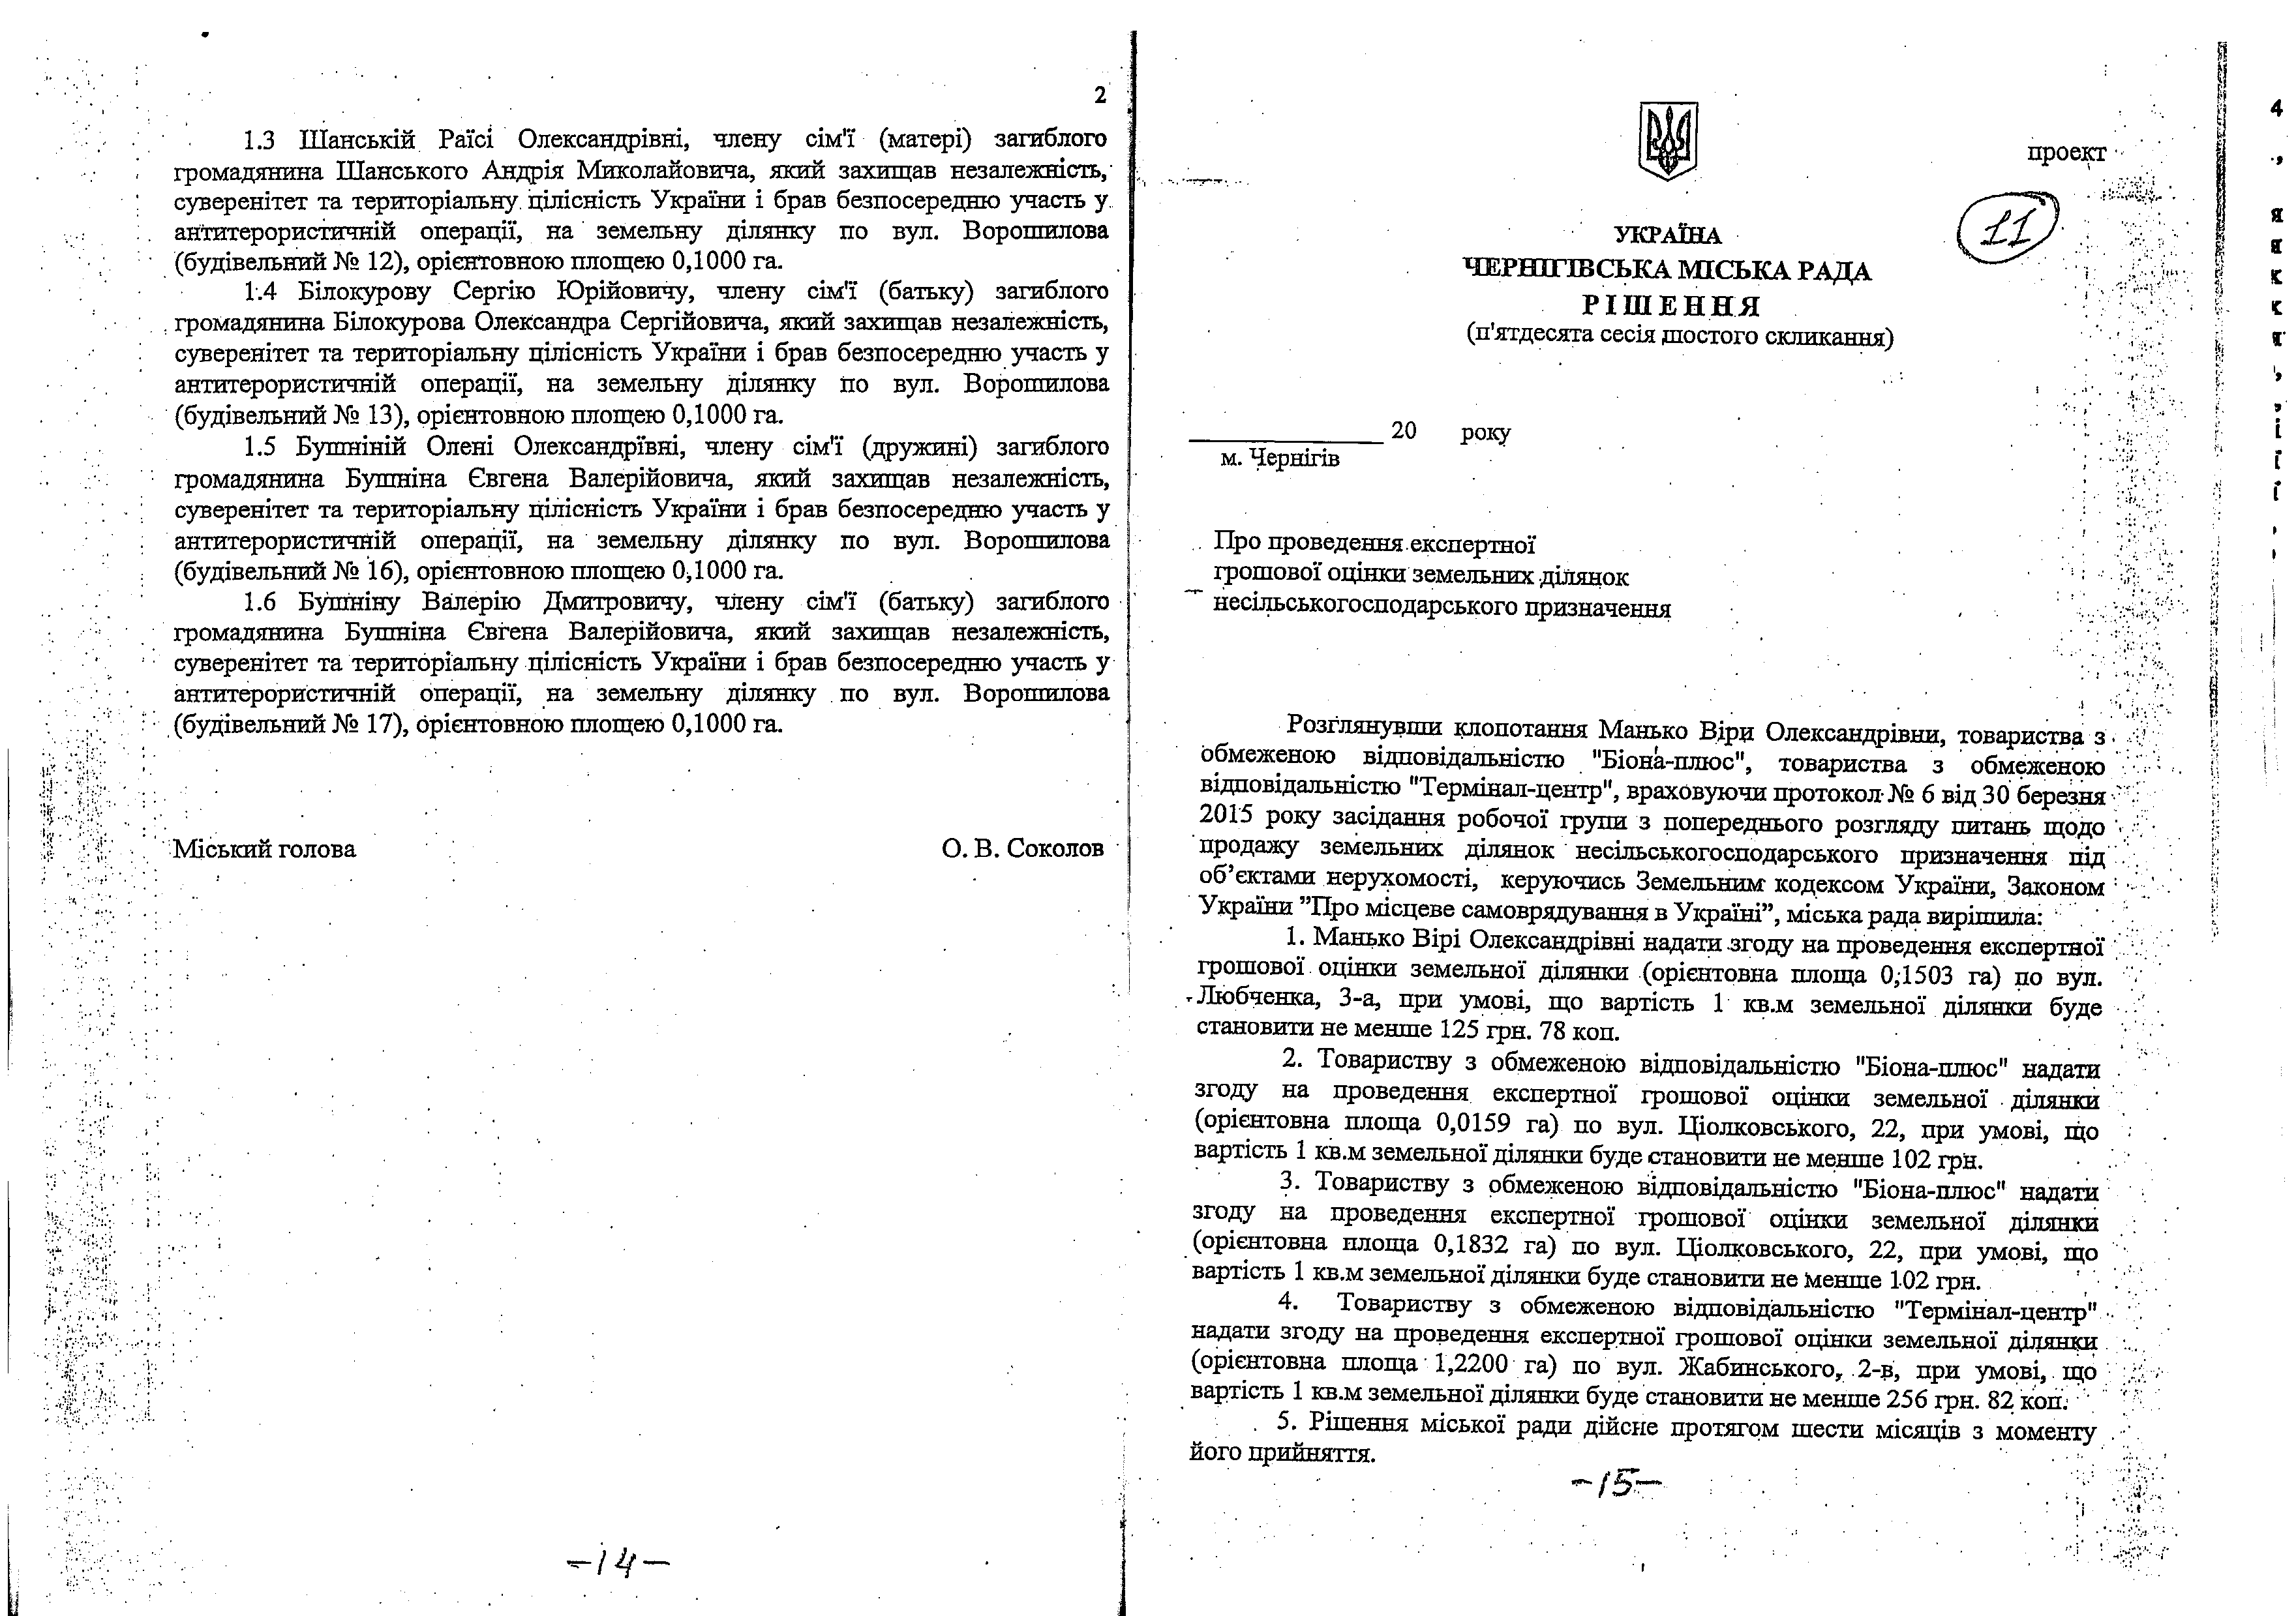 2
1.3 Шанській Раїсі Олександрівні, члену сім'ї (матері) загиблого
громадянина Шанського Андрія Миколайовича, який захищав незалежність,
суверенітет та територіальну цілісність України і брав безпосередню участь у
антитерористичній операції, на земельну ділянку по вул. Ворошилова
(будівельний № 12), орієнтовною площею 0,1000 га.
1.4 Білокурову Сергію Юрійовичу, члену сім'ї (батьку) загиблого
громадянина Білокурова Олександра Сергійовича, який захищав незалежність,
суверенітет та територіальну цілісність України і брав безпосередню участь у
антитерористичній операції, на земельну ділянку по вул. Ворошилова
(будівельний № 13), орієнтовною площею 0,1000 га.
1.5 Бушніній Олені Олександрівні, члену сім'ї (дружині) загиблого
громадянина Бушніна Євгена Валерійовича, який захищав незалежність,
суверенітет та територіальну цілісність України і брав безпосередню участь у
антитерористичній операції, на земельну ділянку по вул. Ворошилова
(будівельний № 16), орієнтовною площею 0,1000 га.
1.6 Бушніну Валерію Дмитровичу, члену сім'ї (батьку) загиблого
громадянина Бушніна Євгена Валерійовича, який захищав незалежність,
суверенітет та територіальну цілісність України і брав безпосередню участь у
антитерористичній операції, на земельну ділянку по вул. Ворошилова
(будівельний № 17), орієнтовною площею 0,1000 га.
Міський голова О. В. Соколов
-14-
проект
11
УКРАЇНА
ЧЕРНІГІВСЬКА МІСЬКА РАДА
РІШЕННЯ
(п'ятдесята сесія шостого скликання)
______________ 20 року
м. Чернігів
Про проведення експертної
грошової оцінки земельних ділянок
несільськогосподарського призначення
Розглянувши клопотання Манько Віри Олександрівни, товариства з
обмеженою відповідальністю "Біона-плюс", товариства з обмеженою
відповідальністю "Термінал-центр", враховуючи протокол № 6 від 30 березня
2015 року засідання робочої групи з попереднього розгляду питань щодо
продажу земельних ділянок несільськогосподарського призначення під
об’єктами нерухомості, керуючись Земельним кодексом України, Законом
України ”Про місцеве самоврядування в Україні”, міська рада вирішила:
1. Манько Вірі Олександрівні надати згоду на проведення експертної
грошової оцінки земельної ділянки (орієнтовна площа 0,1503 га) по вул.
Любченка, 3-а, при умові, що вартість 1 кв.м земельної ділянки буде
становити не менше 125 грн. 78 коп.
2. Товариству з обмеженою відповідальністю "Біона-плюс" надати
згоду на проведення експертної грошової оцінки земельної ділянки
(орієнтовна площа 0,0159 га) по вул. Ціолковського, 22, при умові, що
вартість 1 кв.м земельної ділянки буде становити не менше 102 грн.
3. Товариству з обмеженою відповідальністю "Біона-плюс" надати
згоду на проведення експертної грошової оцінки земельної ділянки
(орієнтовна площа 0,1832 га) по вул. Ціолковського, 22, при умові, що
вартість 1 кв.м земельної ділянки буде становити не менше 102 грн.
4. Товариству з обмеженою відповідальністю "Термінал-центр"
надати згоду на проведення експертної грошової оцінки земельної ділянки
(орієнтовна площа 1,2200 га) по вул. Жабинського, 2-в, при умові, що
вартість 1 кв.м земельної ділянки буде становити не менше 256 грн. 82 коп.
5. Рішення міської ради дійсне протягом шести місяців з моменту
його прийняття.
-15-